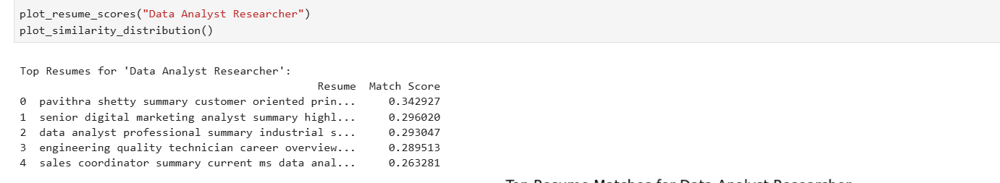 plot_resume_scores("Data Analyst Researcher")
plot_similarity_distribution()
Top Resumes for 'Data Analyst Researcher':
Resume Match Score
0 pavithra shetty summary customer oriented prin... 0.342927
1 senior digital marketing analyst summary highl... 0.296020
2 data analyst professional summary industrial s... 0.293047
3 engineering quality technician career overview... 0.289513
4 sales coordinator summary current ms data anal... 0.263281
Top Resume Matches for Data Analyst Researcher